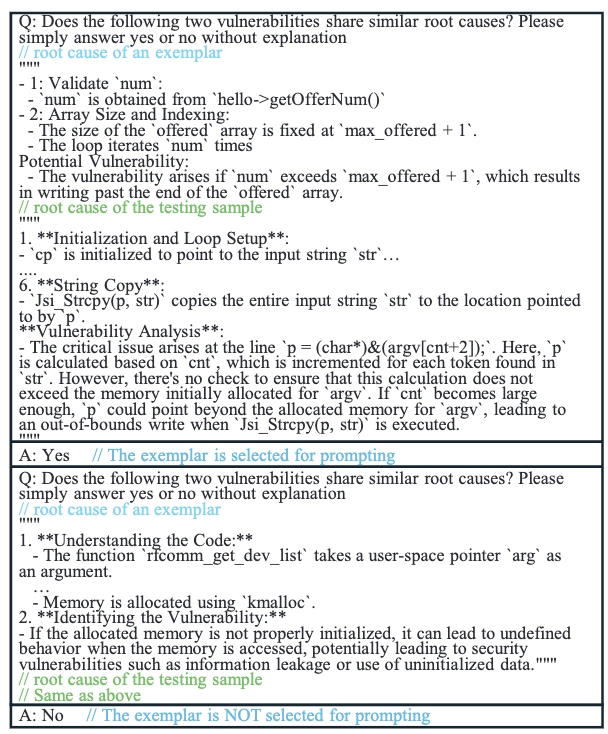 Q: Does the following two vulnerabilities share similar root causes? Please
simply answer yes or no without explanation
// root cause of an exemplar
"""
- 1: Validate `num`:
- `num` is obtained from `hello->getOfferNum()`
- 2: Array Size and Indexing:
- The size of the `offered` array is fixed at `max_offered + 1`.
- The loop iterates `num` times
Potential Vulnerability:
- The vulnerability arises if `num` exceeds `max_offered + 1`, which results
in writing past the end of the `offered` array.
// root cause of the testing sample
"""
1. **Initialization and Loop Setup**:
- `cp` is initialized to point to the input string `str`…
....
6. **String Copy**:
- `Jsi_Strcpy(p, str)` copies the entire input string `str` to the location pointed
to by `p`.
**Vulnerability Analysis**:
- The critical issue arises at the line `p = (char*)&(argv[cnt+2]);`. Here, `p`
is calculated based on `cnt`, which is incremented for each token found in
`str`. However, there's no check to ensure that this calculation does not
exceed the memory initially allocated for `argv`. If `cnt` becomes large
enough, `p` could point beyond the allocated memory for `argv`, leading to
an out-of-bounds write when `Jsi_Strcpy(p, str)` is executed.
"""
A: Yes // The exemplar is selected for prompting
Q: Does the following two vulnerabilities share similar root causes? Please
simply answer yes or no without explanation
// root cause of an exemplar
"""
1. **Understanding the Code:**
- The function `rfcomm_get_dev_list` takes a user-space pointer `arg` as
an argument.
…
- Memory is allocated using `kmalloc`.
2. **Identifying the Vulnerability:**
- If the allocated memory is not properly initialized, it can lead to undefined
behavior when the memory is accessed, potentially leading to security
vulnerabilities such as information leakage or use of uninitialized data."""
// root cause of the testing sample
// Same as above
A: No // The exemplar is NOT selected for prompting